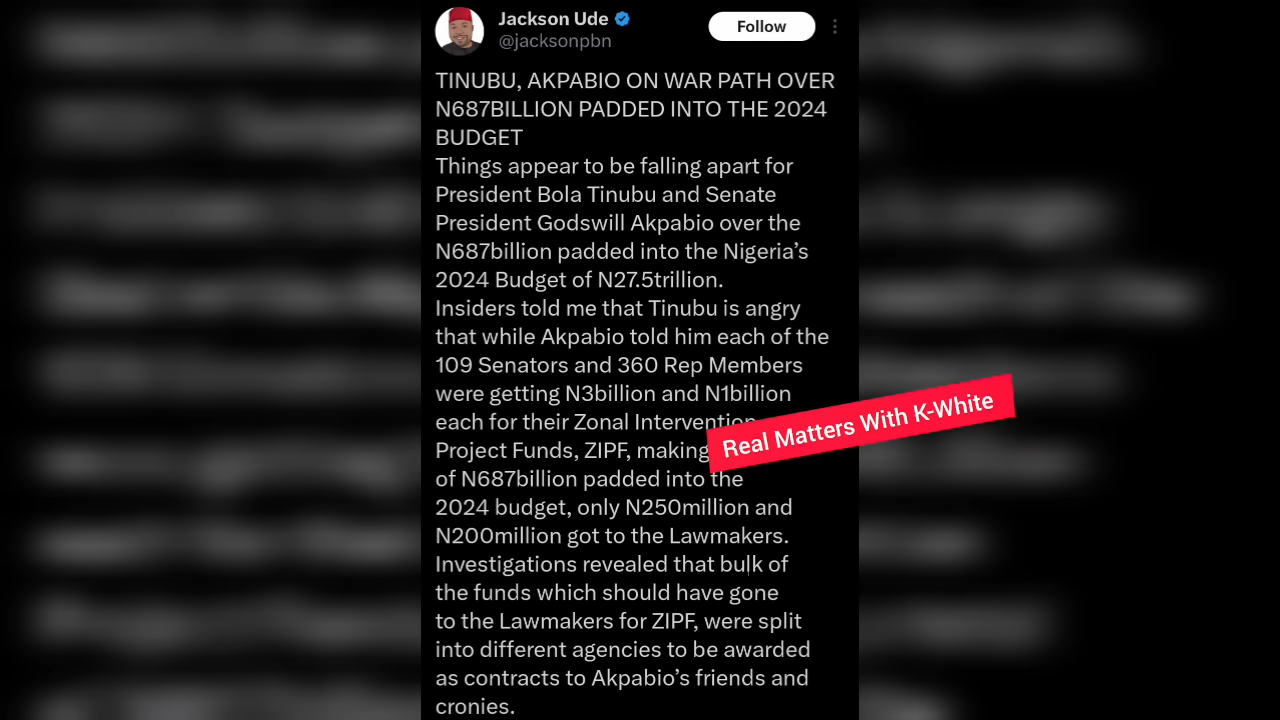 Jackson Ude
@jacksonpbn
Follow
TINUBU, AKPABIO ON WAR PATH OVER
N687BILLION PADDED INTO THE 2024
BUDGET
Things appear to be falling apart for
President Bola Tinubu and Senate
President Godswill Akpabio over the
N687billion padded into the Nigeria’s
2024 Budget of N27.5trillion.
Insiders told me that Tinubu is angry
that while Akpabio told him each of the
109 Senators and 360 Rep Members
were getting N3billion and N1billion
each for their Zonal Intervention
Project Funds, ZIPF, making
of N687billion padded into the
2024 budget, only N250million and
N200million got to the Lawmakers.
Investigations revealed that bulk of
the funds which should have gone
to the Lawmakers for ZIPF, were split
into different agencies to be awarded
as contracts to Akpabio’s friends and
cronies.
Real Matters With K-White